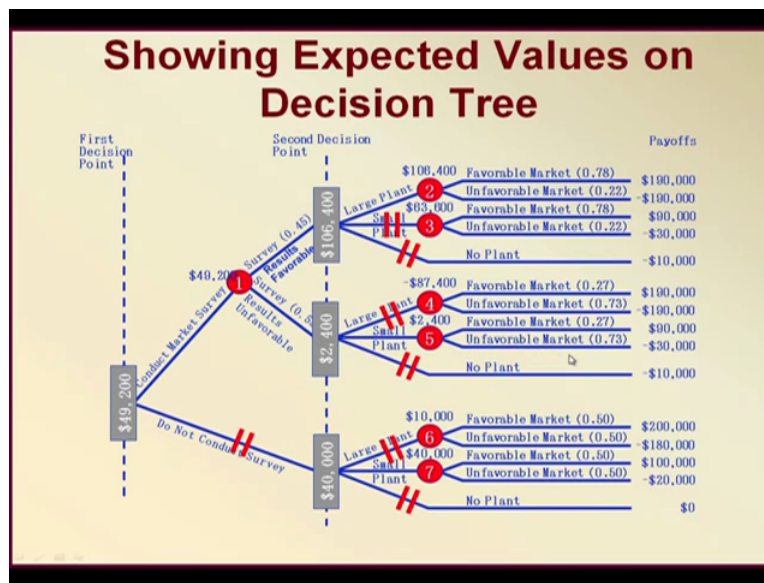 Showing Expected Values on
Decision Tree
First
Decision
Point
Second Decision
Point
Payoffs
$106,400
Favorable Market (0.78)
$190,000
Large Plant
2
Unfavorable Market (0.22)
-$190,000
$63,600
Favorable Market (0.78)
$90,000
Small
Plant
3
Unfavorable Market (0.22)
-$30,000
$106,400
No Plant
-$10,000
Survey (0.45)
Results
Favorable
$49,200
1
Conduct Market Survey
Survey (0.5
Results
Unfavorable
-$87,400
Favorable Market (0.27)
$190,000
Large
4
Unfavorable Market (0.73)
-$190,000
$2,400
Favorable Market (0.27)
$90,000
Small
Plant
5
Unfavorable Market (0.73)
-$30,000
$2,400
No Plant
-$10,000
$49,200
Do Not Conduct Survey
$10,000
Favorable Market (0.50)
$200,000
Large
6
Unfavorable Market (0.50)
-$180,000
$40,000
Favorable Market (0.50)
$100,000
Small
Plant
7
Unfavorable Market (0.50)
-$20,000
$40,000
No Plant
$0